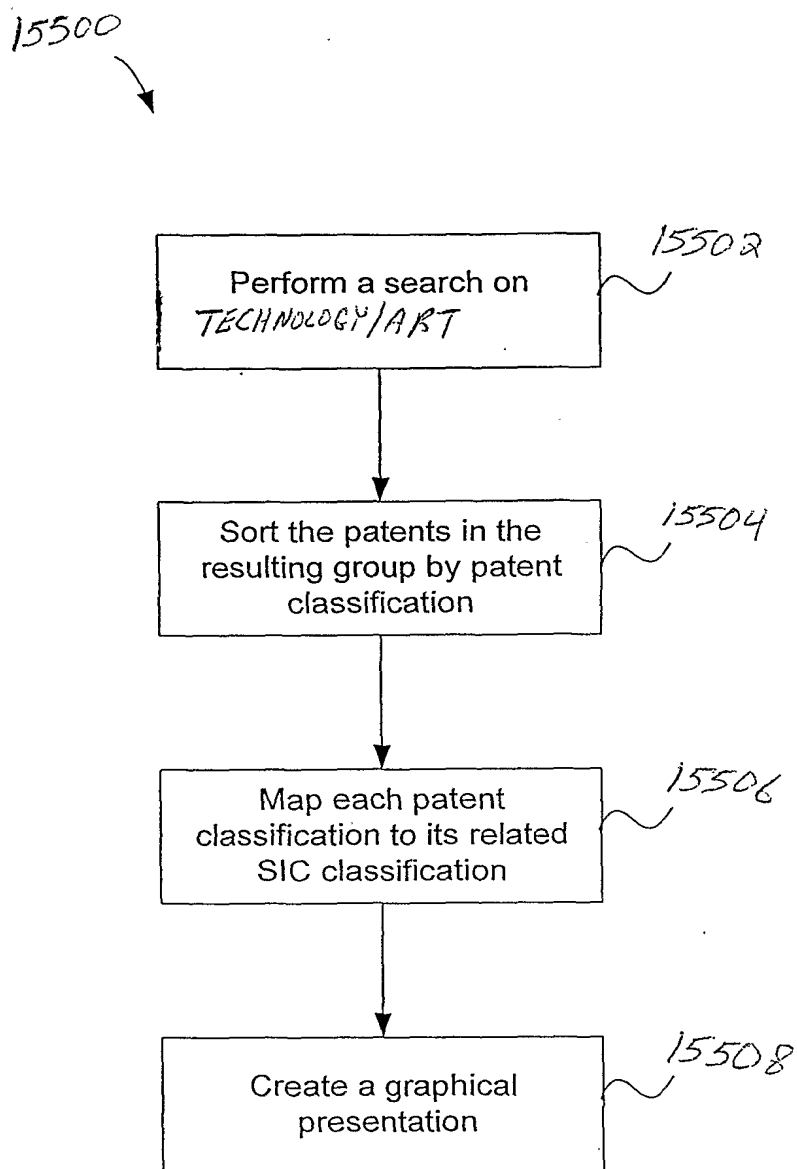 15500
15502
Perform a search on
TECHNOLOGY/ART
15504
Sort the patents in the
resulting group by patent
classification
15506
Map each patent
classification to its related
SIC classification
15508
Create a graphical
presentation